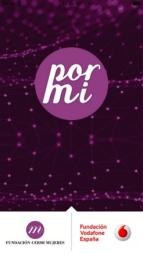 por
mi
m
FUNDACIÓN CERMI MUJERES
Fundación
Vodafone
España